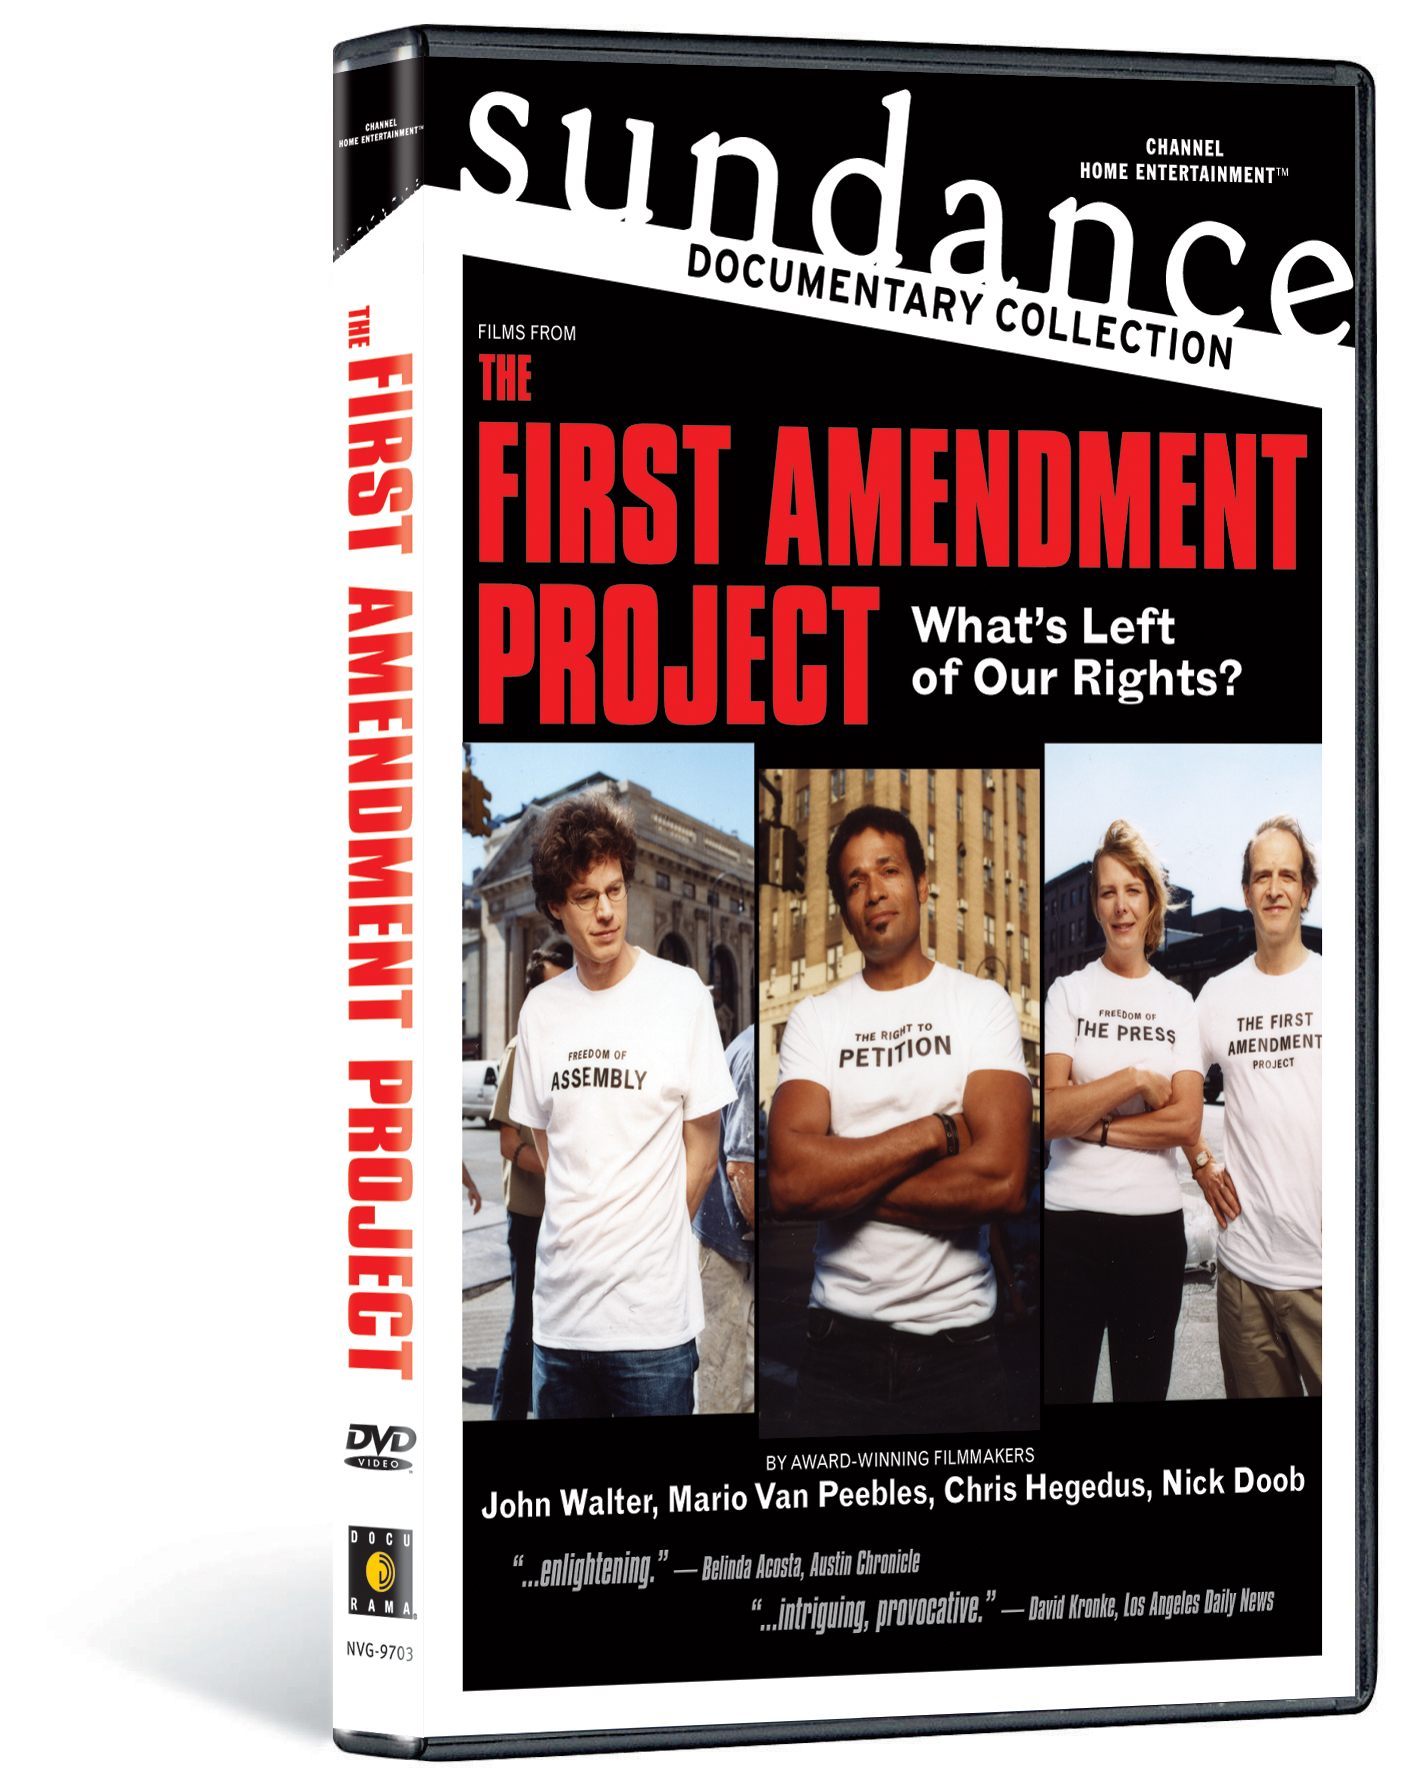 CHANNEL
HOME ENTERTAINMENT™
THE FIRST AMENDMENT PROJECT
DVD
VIDEO
DOCU
RAMA
NVG-9703
sundance
CHANNEL
HOME ENTERTAINMENT™
DOCUMENTARY COLLECTION
FILMS FROM
THE
FIRST AMENDMENT
PROJECT
What's Left
of Our Rights?
FREEDOM OF
ASSEMBLY
THE RIGHT TO
PETITION
FREEDOM OF
THE PRESS
THE FIRST
AMENDMENT
PROJECT
BY AWARD-WINNING FILMMAKERS
John Walter, Mario Van Peebles, Chris Hegedus, Nick Doob
“...enlightening.” — Belinda Acosta, Austin Chronicle
“...intriguing, provocative.” — David Kronke, Los Angeles Daily News